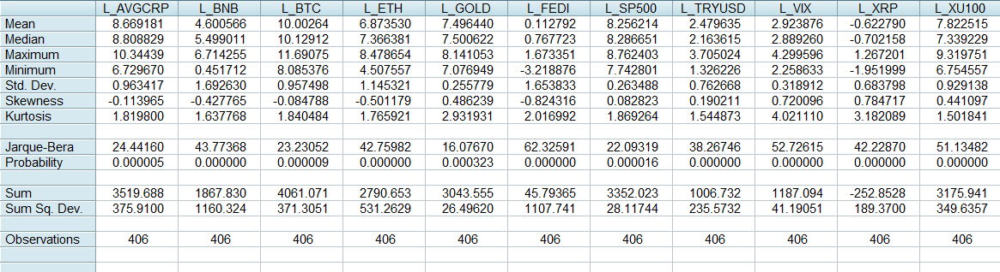 L_AVGCRP L_BNB L_BTC L_ETH L_GOLD L_FEDI L_SP500 L_TRYUSD L_VIX L_XRP L_XU100
Mean 8.669181 4.600566 10.00264 6.873530 7.496440 0.112792 8.256214 2.479635 2.923876 -0.622790 7.822515
Median 8.808829 5.499011 10.12912 7.366381 7.500622 0.767723 8.286651 2.163615 2.889260 -0.702158 7.339229
Maximum 10.34439 6.714255 11.69075 8.478654 8.141053 1.673351 8.762403 3.705024 4.299596 1.267201 9.319751
Minimum 6.729670 0.451712 8.085376 4.507557 7.076949 -3.218876 7.742801 1.326226 2.258633 -1.951999 6.754557
Std. Dev. 0.963417 1.692630 0.957498 1.145321 0.255779 1.653833 0.263488 0.762668 0.318912 0.683798 0.929138
Skewness -0.113965 -0.427765 -0.084788 -0.501179 0.486239 -0.824316 0.082823 0.190211 0.720096 0.784717 0.441097
Kurtosis 1.819800 1.637768 1.840484 1.765921 2.931931 2.016992 1.869264 1.544873 4.021110 3.182089 1.501841
Jarque-Bera 24.44160 43.77368 23.23052 42.75982 16.07670 62.32591 22.09319 38.26746 52.72615 42.22870 51.13482
Probability 0.000005 0.000000 0.000009 0.000000 0.000323 0.000000 0.000016 0.000000 0.000000 0.000000 0.000000
Sum 3519.688 1867.830 4061.071 2790.653 3043.555 45.79365 3352.023 1006.732 1187.094 -252.8528 3175.941
Sum Sq. Dev. 375.9100 1160.324 371.3051 531.2629 26.49620 1107.741 28.11744 235.5732 41.19051 189.3700 349.6357
Observations 406 406 406 406 406 406 406 406 406 406 406